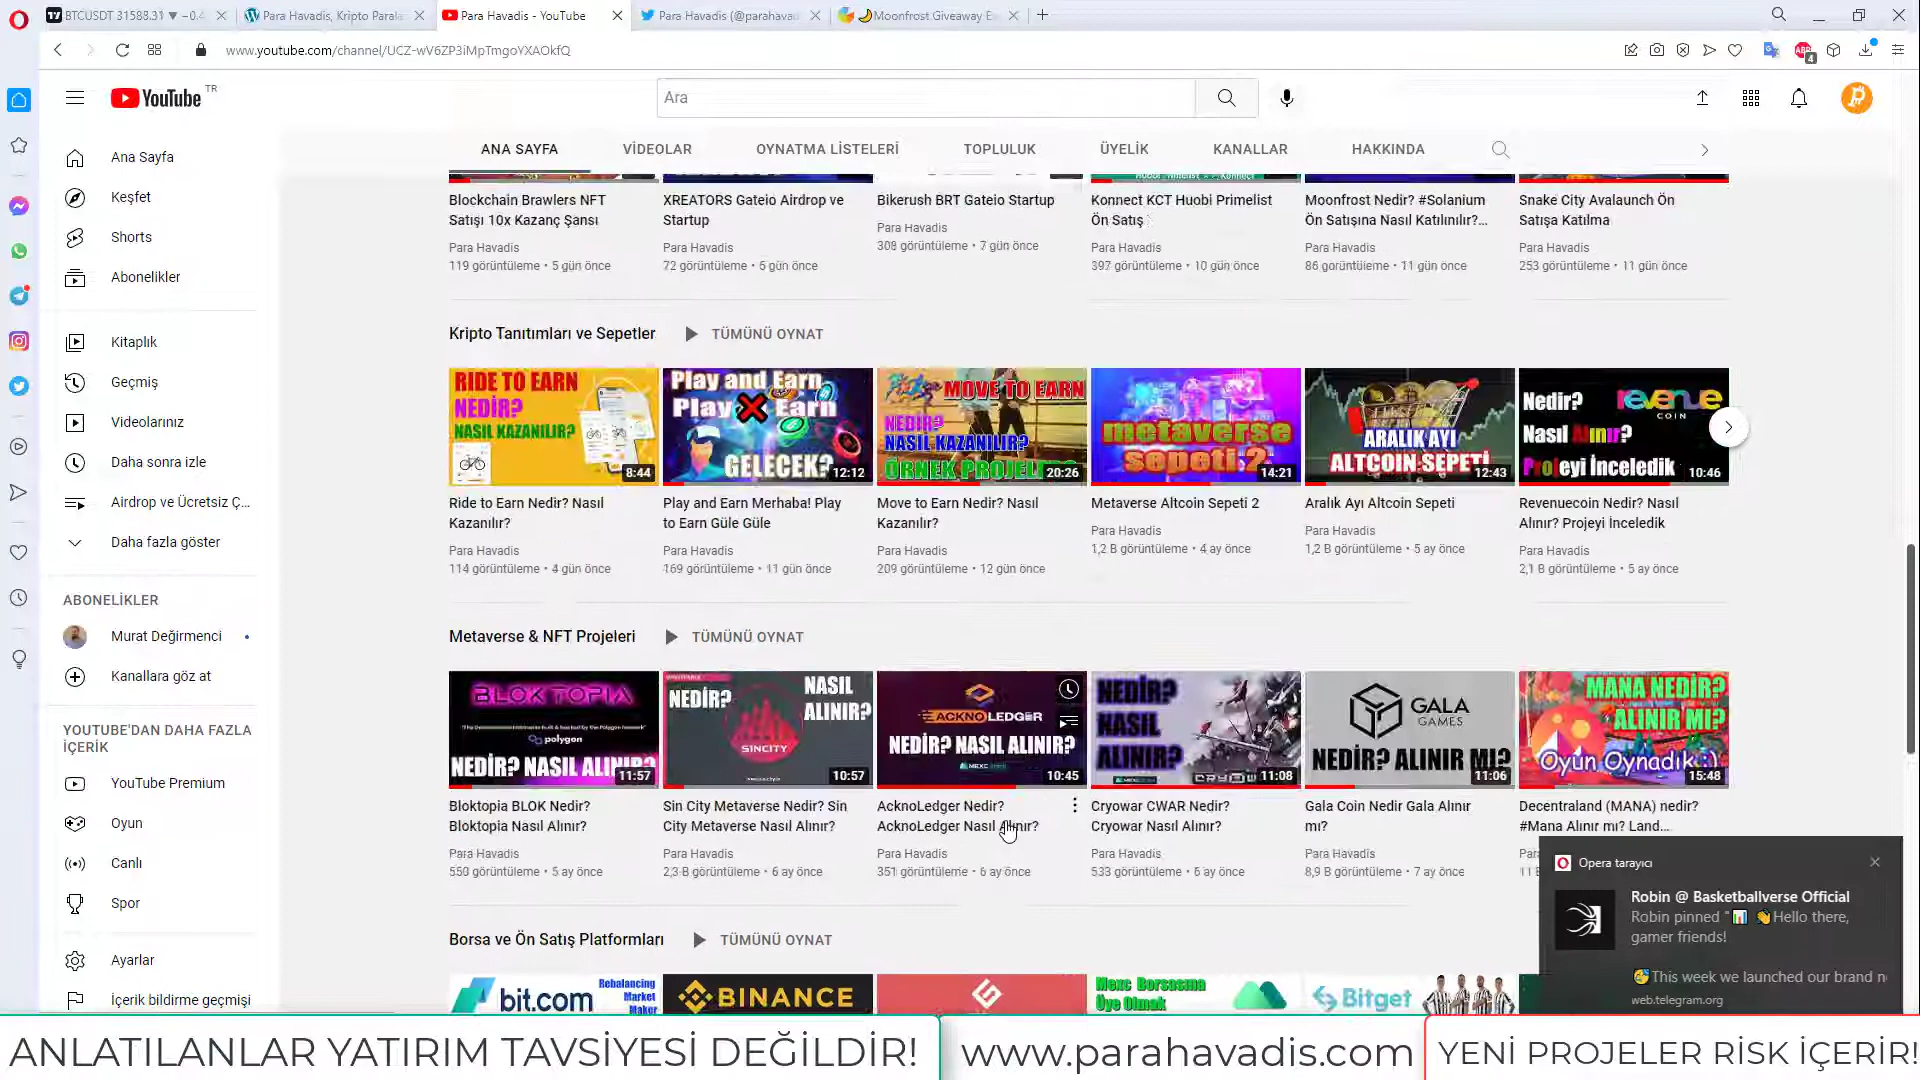 BTCUSDT 31588.31 ▼ −0.4
Para Havadis, Kripto Parala
Para Havadis - YouTube
Para Havadis (@parahavad
Moonfrost Giveaway E
www.youtube.com/channel/UCZ-wV6ZP3iMpTmgoYXAOkfQ
4
YouTube TR
Ara
ANA SAYFA
VİDEOLAR
OYNATMA LİSTELERİ
TOPLULUK
ÜYELİK
KANALLAR
HAKKINDA
Ana Sayfa
Keşfet
Shorts
Abonelikler
Kitaplık
Geçmiş
Videolarınız
Daha sonra izle
Airdrop ve Ücretsiz Ç...
Daha fazla göster
ABONELİKLER
Murat Değirmenci
Kanallara göz at
YOUTUBE'DAN DAHA FAZLA
İÇERİK
YouTube Premium
Oyun
Canlı
Spor
Ayarlar
İçerik bildirme geçmişi
Blockchain Brawlers NFT
Satışı 10x Kazanç Şansı
Para Havadis
119 görüntüleme • 5 gün önce
XREATORS Gateio Airdrop ve
Startup
Para Havadis
72 görüntüleme • 6 gün önce
Bikerush BRT Gateio Startup
Para Havadis
308 görüntüleme • 7 gün önce
Konnect KCT Huobi Primelist
Ön Satış
Para Havadis
397 görüntüleme • 10 gün önce
Moonfrost Nedir? #Solanium
Ön Satışına Nasıl Katılınılır?...
Para Havadis
86 görüntüleme • 11 gün önce
Snake City Avalaunch Ön
Satışa Katılma
Para Havadis
253 görüntüleme • 11 gün önce
Kripto Tanıtımları ve Sepetler
TÜMÜNÜ OYNAT
RIDE TO EARN
NEDİR?
NASIL KAZANILIR?
8:44
Play and Earn
Play X Earn
GELECEK?
12:12
MOVE TO EARN
NEDİR?
NASIL KAZANILIR?
ÖRNEK PROJELER
20:26
metaverse
sepeti 2
14:21
ARALIK AYI
ALTCOIN SEPETİ
12:43
Nedir? revenue
COIN
Nasıl Alınır?
Projeyi İnceledik
10:46
Ride to Earn Nedir? Nasıl
Kazanılır?
Para Havadis
114 görüntüleme • 4 gün önce
Play and Earn Merhaba! Play
to Earn Güle Güle
Para Havadis
169 görüntüleme • 11 gün önce
Move to Earn Nedir? Nasıl
Kazanılır?
Para Havadis
209 görüntüleme • 12 gün önce
Metaverse Altcoin Sepeti 2
Para Havadis
1,2 B görüntüleme • 4 ay önce
Aralık Ayı Altcoin Sepeti
Para Havadis
1,2 B görüntüleme • 5 ay önce
Revenuecoin Nedir? Nasıl
Alınır? Projeyi İnceledik
Para Havadis
2,1 B görüntüleme • 5 ay önce
Metaverse & NFT Projeleri
TÜMÜNÜ OYNAT
BLOKTOPIA
polygon
NEDİR? NASIL ALINIR?
11:57
NEDİR? NASIL
ALINIR?
SINCITY
10:57
ACKNOLEDGER
NEDİR? NASIL ALINIR?
MEXC
10:45
NEDİR?
NASIL
ALINIR?
CRYOW
11:08
GALA
GAMES
NEDİR? ALINIR MI?
11:06
MANA NEDİR?
ALINIR MI?
Oyun Oynadık :)
15:48
Bloktopia BLOK Nedir?
Bloktopia Nasıl Alınır?
Para Havadis
550 görüntüleme • 5 ay önce
Sin City Metaverse Nedir? Sin
City Metaverse Nasıl Alınır?
Para Havadis
2,3 B görüntüleme • 6 ay önce
AcknoLedger Nedir?
AcknoLedger Nasıl Alınır?
Para Havadis
351 görüntüleme • 6 ay önce
Cryowar CWAR Nedir?
Cryowar Nasıl Alınır?
Para Havadis
533 görüntüleme • 6 ay önce
Gala Coin Nedir Gala Alınır
mı?
Para Havadis
8,9 B görüntüleme • 7 ay önce
Decentraland (MANA) nedir?
#Mana Alınır mı? Land...
Borsa ve Ön Satış Platformları
TÜMÜNÜ OYNAT
bit.com
Rebalancing
Market
Maker
BINANCE
Mexc Borsasına
Üye Olmak
Bitget
Opera tarayıcı
Robin @ Basketballverse Official
Robin pinned "📊 👋Hello there,
gamer friends!
🥳This week we launched our brand n
web.telegram.org
ANLATILANLAR YATIRIM TAVSİYESİ DEĞİLDİR!
www.parahavadis.com
YENİ PROJELER RİSK İÇERİR!